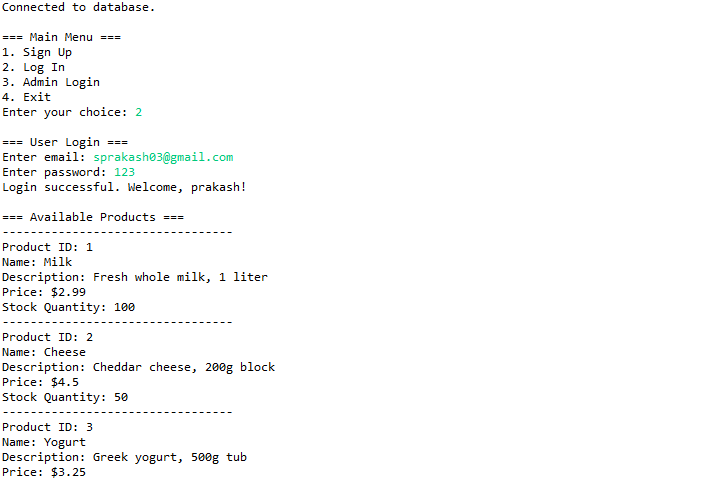 Connected to database.
=== Main Menu ===
1. Sign Up
2. Log In
3. Admin Login
4. Exit
Enter your choice: 2
=== User Login ===
Enter email: sprakash03@gmail.com
Enter password: 123
Login successful. Welcome, prakash!
=== Available Products ===
---------------------------------
Product ID: 1
Name: Milk
Description: Fresh whole milk, 1 liter
Price: $2.99
Stock Quantity: 100
---------------------------------
Product ID: 2
Name: Cheese
Description: Cheddar cheese, 200g block
Price: $4.5
Stock Quantity: 50
---------------------------------
Product ID: 3
Name: Yogurt
Description: Greek yogurt, 500g tub
Price: $3.25